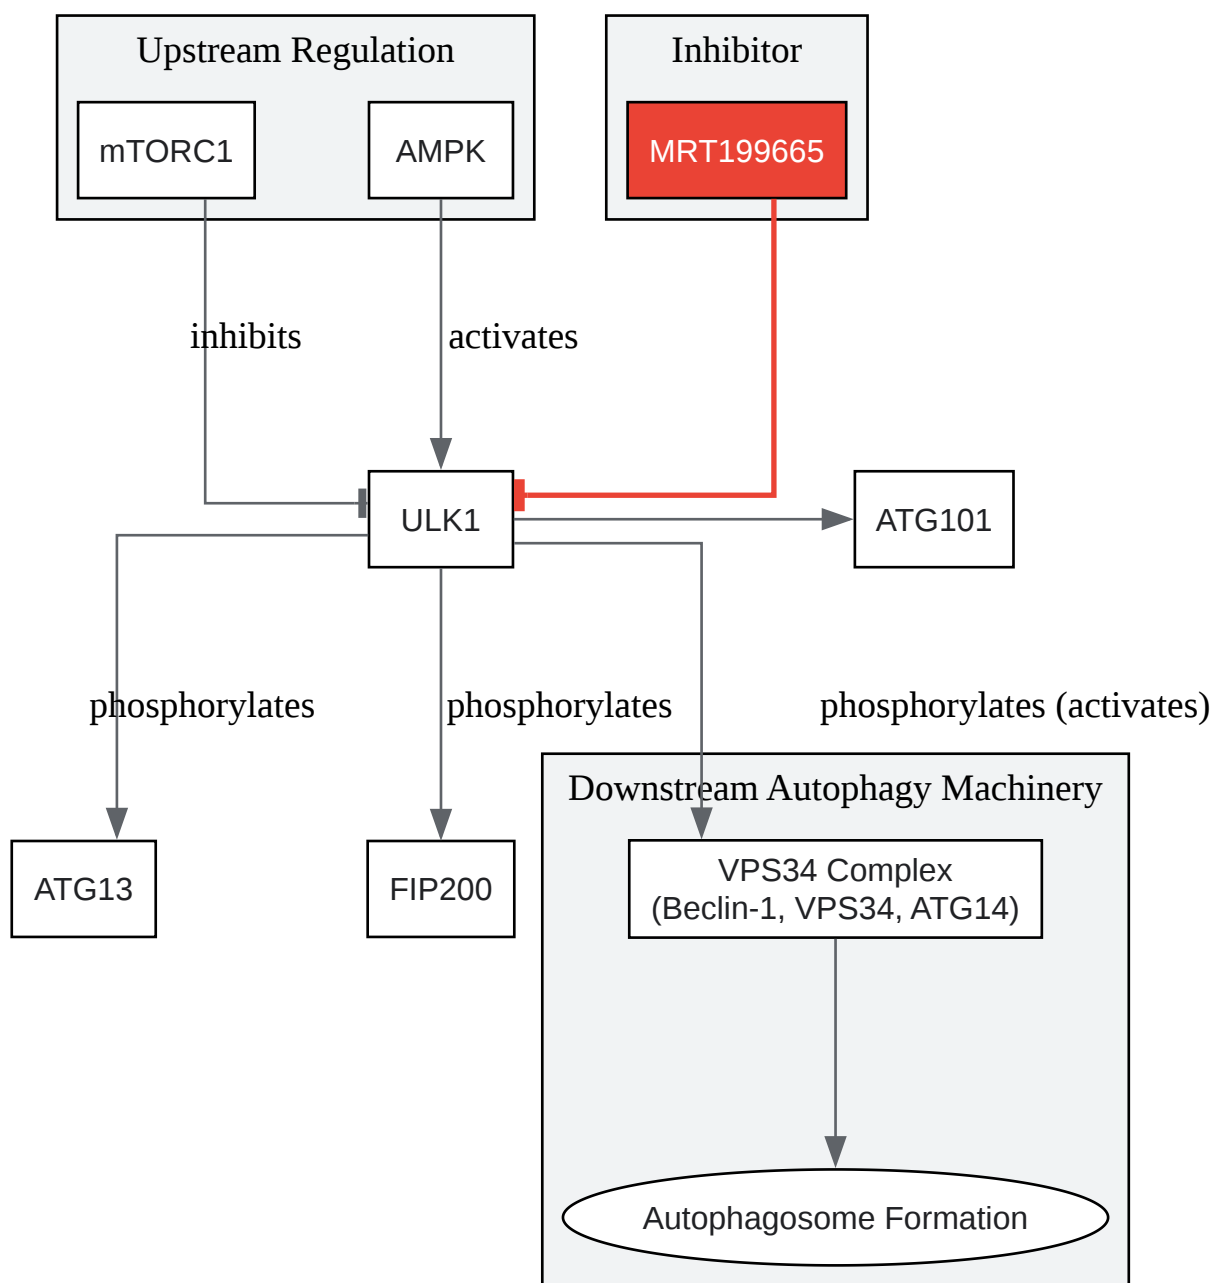 Upstream Regulation
Inhibitor
mTORC1
AMPK
MRT199665
inhibits
activates
ULK1
ATG101
phosphorylates
phosphorylates
phosphorylates (activates)
Downstream Autophagy Machinery
ATG13
FIP200
VPS34 Complex
(Beclin-1, VPS34, ATG14)
Autophagosome Formation